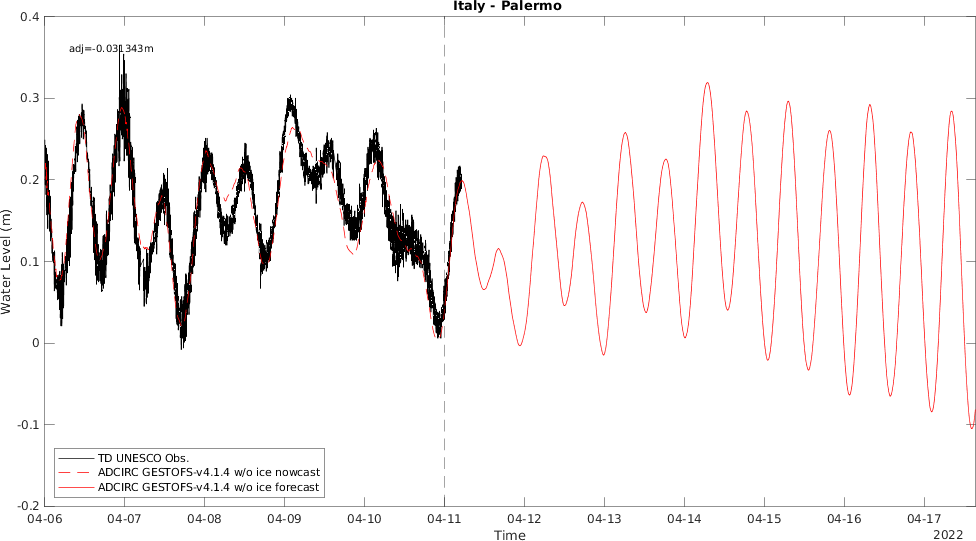 Italy - Palermo
0.4
adj=-0.031343m
0.3
0.2
0.1
0
-0.1
-0.2
Water Level (m)
TD UNESCO Obs.
ADCIRC GESTOFS-v4.1.4 w/o ice nowcast
ADCIRC GESTOFS-v4.1.4 w/o ice forecast
04-06 04-07 04-08 04-09 04-10 04-11 04-12 04-13 04-14 04-15 04-16 04-17
Time
2022